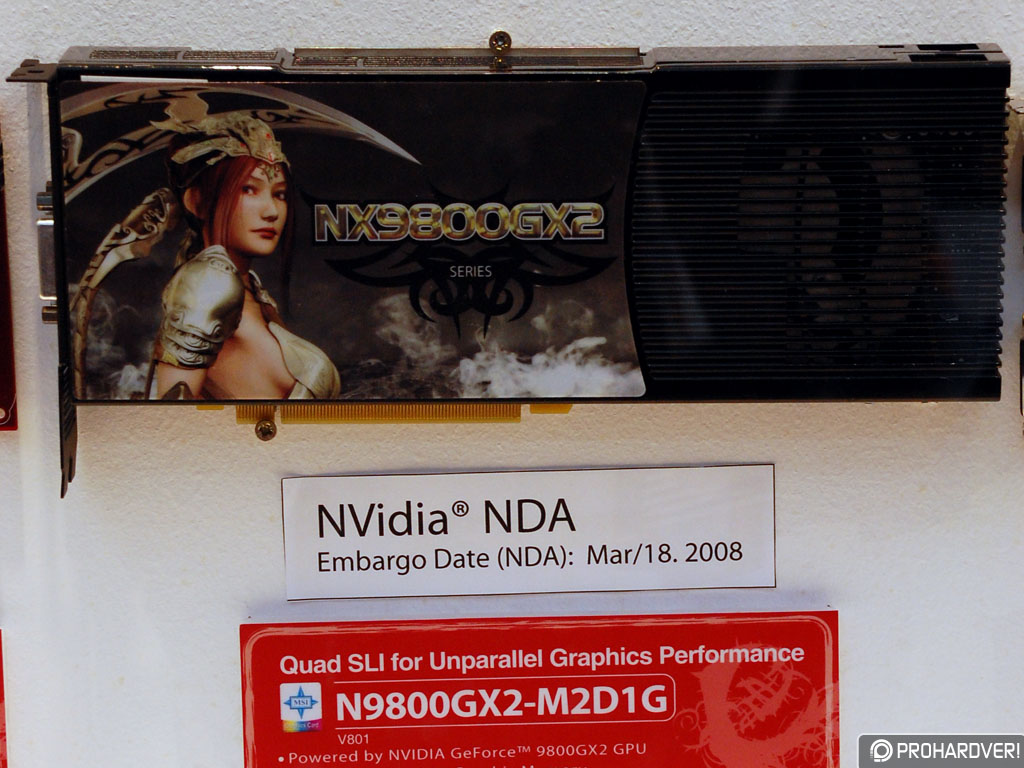 NX9800GX2
SERIES
NVidia® NDA
Embargo Date (NDA): Mar/18. 2008
Quad SLI for Unparallel Graphics Performance
MSI
N9800GX2-M2D1G
V801
• Powered by NVIDIA GeForce™ 9800GX2 GPU
PROHARDVER!